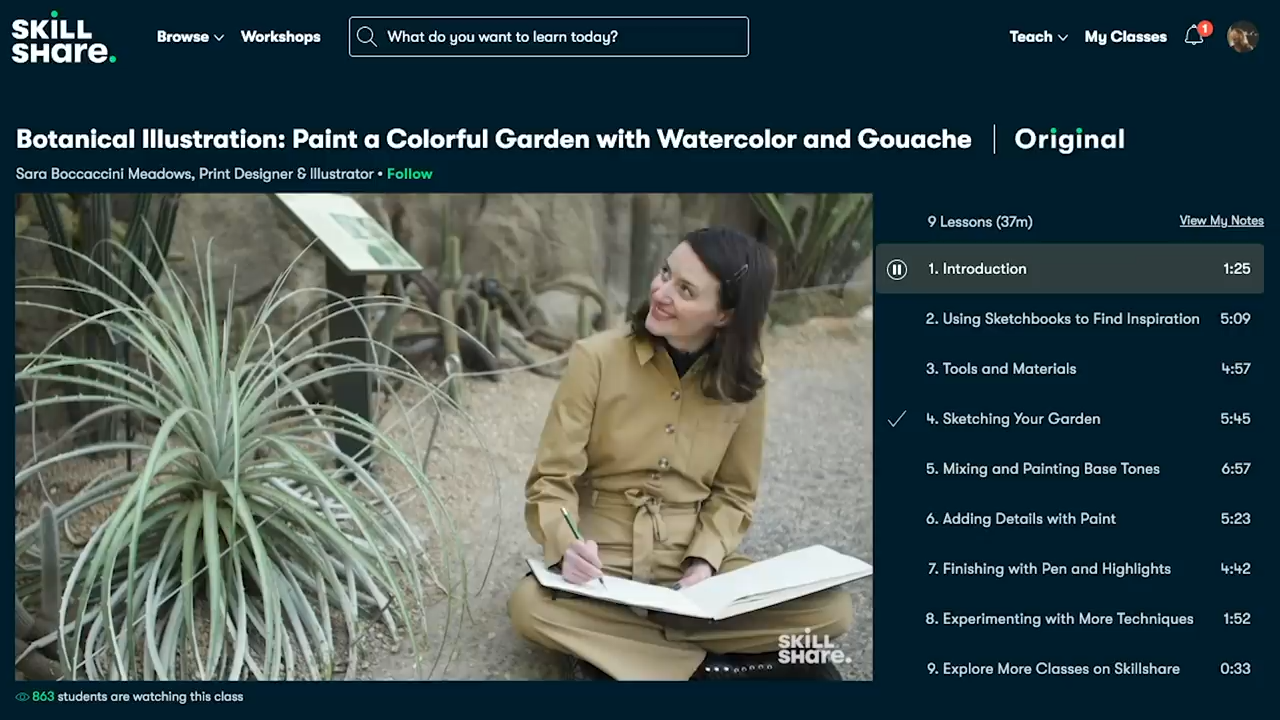 SKILL
SHare.
Browse
Workshops
What do you want to learn today?
Teach
My Classes
1
Botanical Illustration: Paint a Colorful Garden with Watercolor and Gouache | Original
Sara Boccaccini Meadows, Print Designer & Illustrator • Follow
9 Lessons (37m)
View My Notes
1. Introduction 1:25
2. Using Sketchbooks to Find Inspiration 5:09
3. Tools and Materials 4:57
4. Sketching Your Garden 5:45
5. Mixing and Painting Base Tones 6:57
6. Adding Details with Paint 5:23
7. Finishing with Pen and Highlights 4:42
8. Experimenting with More Techniques 1:52
9. Explore More Classes on Skillshare 0:33
SKILL
SHare.
863 students are watching this class